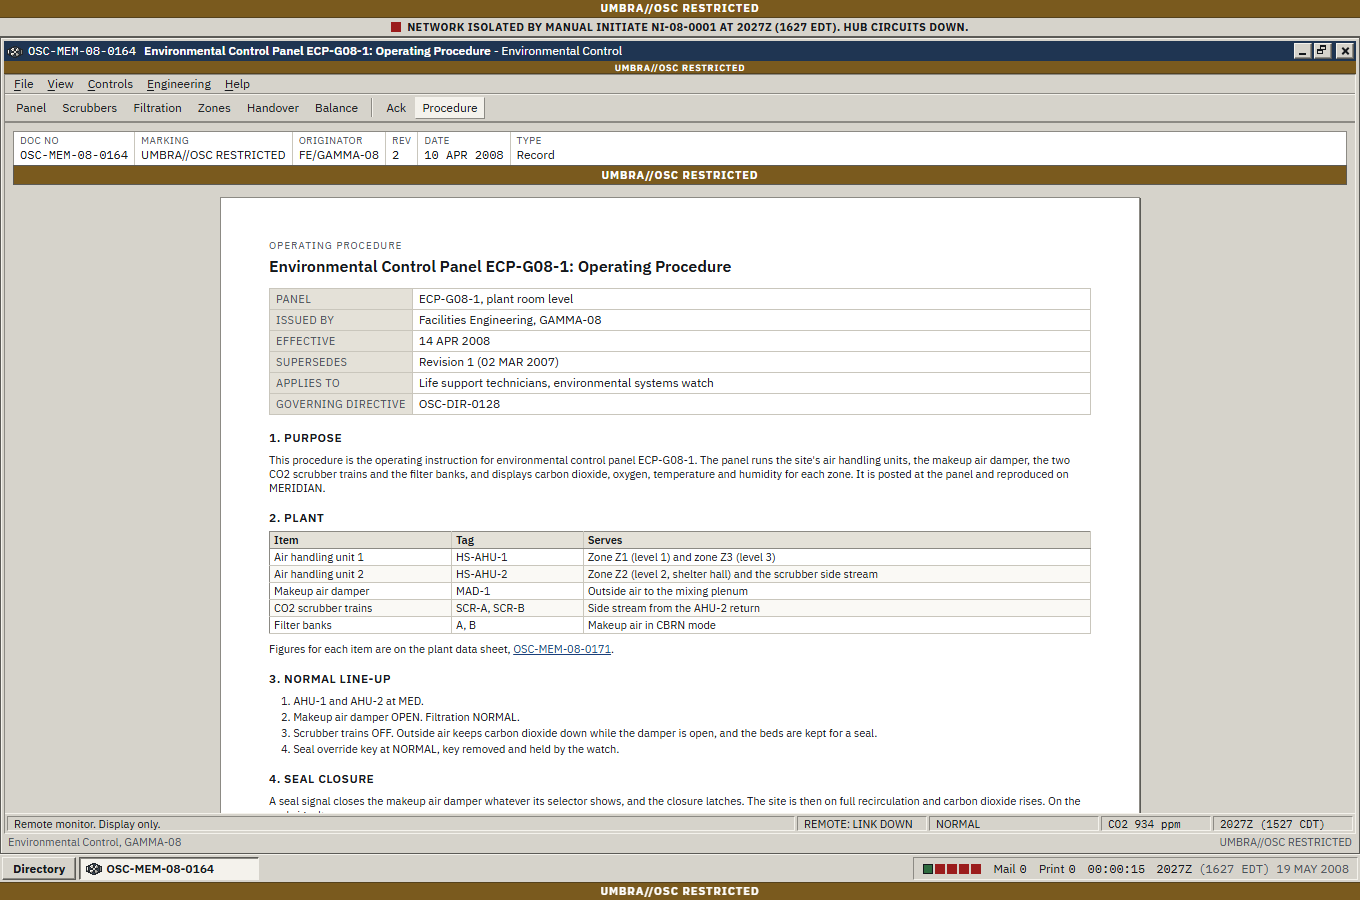 UMBRA//OSC RESTRICTED
NETWORK ISOLATED BY MANUAL INITIATE NI-08-0001 AT 2027Z (1627 EDT). HUB CIRCUITS DOWN.
OSC-MEM-08-0164 Environmental Control Panel ECP-G08-1: Operating Procedure - Environmental Control
UMBRA//OSC RESTRICTED
File View Controls Engineering Help
Panel Scrubbers Filtration Zones Handover Balance Ack Procedure
DOC NO MARKING ORIGINATOR REV DATE TYPE
OSC-MEM-08-0164 UMBRA//OSC RESTRICTED FE/GAMMA-08 2 10 APR 2008 Record
UMBRA//OSC RESTRICTED
OPERATING PROCEDURE
Environmental Control Panel ECP-G08-1: Operating Procedure
PANEL ECP-G08-1, plant room level
ISSUED BY Facilities Engineering, GAMMA-08
EFFECTIVE 14 APR 2008
SUPERSEDES Revision 1 (02 MAR 2007)
APPLIES TO Life support technicians, environmental systems watch
GOVERNING DIRECTIVE OSC-DIR-0128
1. PURPOSE
This procedure is the operating instruction for environmental control panel ECP-G08-1. The panel runs the site's air handling units, the makeup air damper, the two
CO2 scrubber trains and the filter banks, and displays carbon dioxide, oxygen, temperature and humidity for each zone. It is posted at the panel and reproduced on
MERIDIAN.
2. PLANT
Item Tag Serves
Air handling unit 1 HS-AHU-1 Zone Z1 (level 1) and zone Z3 (level 3)
Air handling unit 2 HS-AHU-2 Zone Z2 (level 2, shelter hall) and the scrubber side stream
Makeup air damper MAD-1 Outside air to the mixing plenum
CO2 scrubber trains SCR-A, SCR-B Side stream from the AHU-2 return
Filter banks A, B Makeup air in CBRN mode
Figures for each item are on the plant data sheet, OSC-MEM-08-0171.
3. NORMAL LINE-UP
1. AHU-1 and AHU-2 at MED.
2. Makeup air damper OPEN. Filtration NORMAL.
3. Scrubber trains OFF. Outside air keeps carbon dioxide down while the damper is open, and the beds are kept for a seal.
4. Seal override key at NORMAL, key removed and held by the watch.
4. SEAL CLOSURE
A seal signal closes the makeup air damper whatever its selector shows, and the closure latches. The site is then on full recirculation and carbon dioxide rises. On the
Remote monitor. Display only. REMOTE: LINK DOWN NORMAL CO2 934 ppm 2027Z (1527 CDT)
Environmental Control, GAMMA-08 UMBRA//OSC RESTRICTED
Directory OSC-MEM-08-0164 Mail 0 Print 0 00:00:15 2027Z (1627 EDT) 19 MAY 2008
UMBRA//OSC RESTRICTED